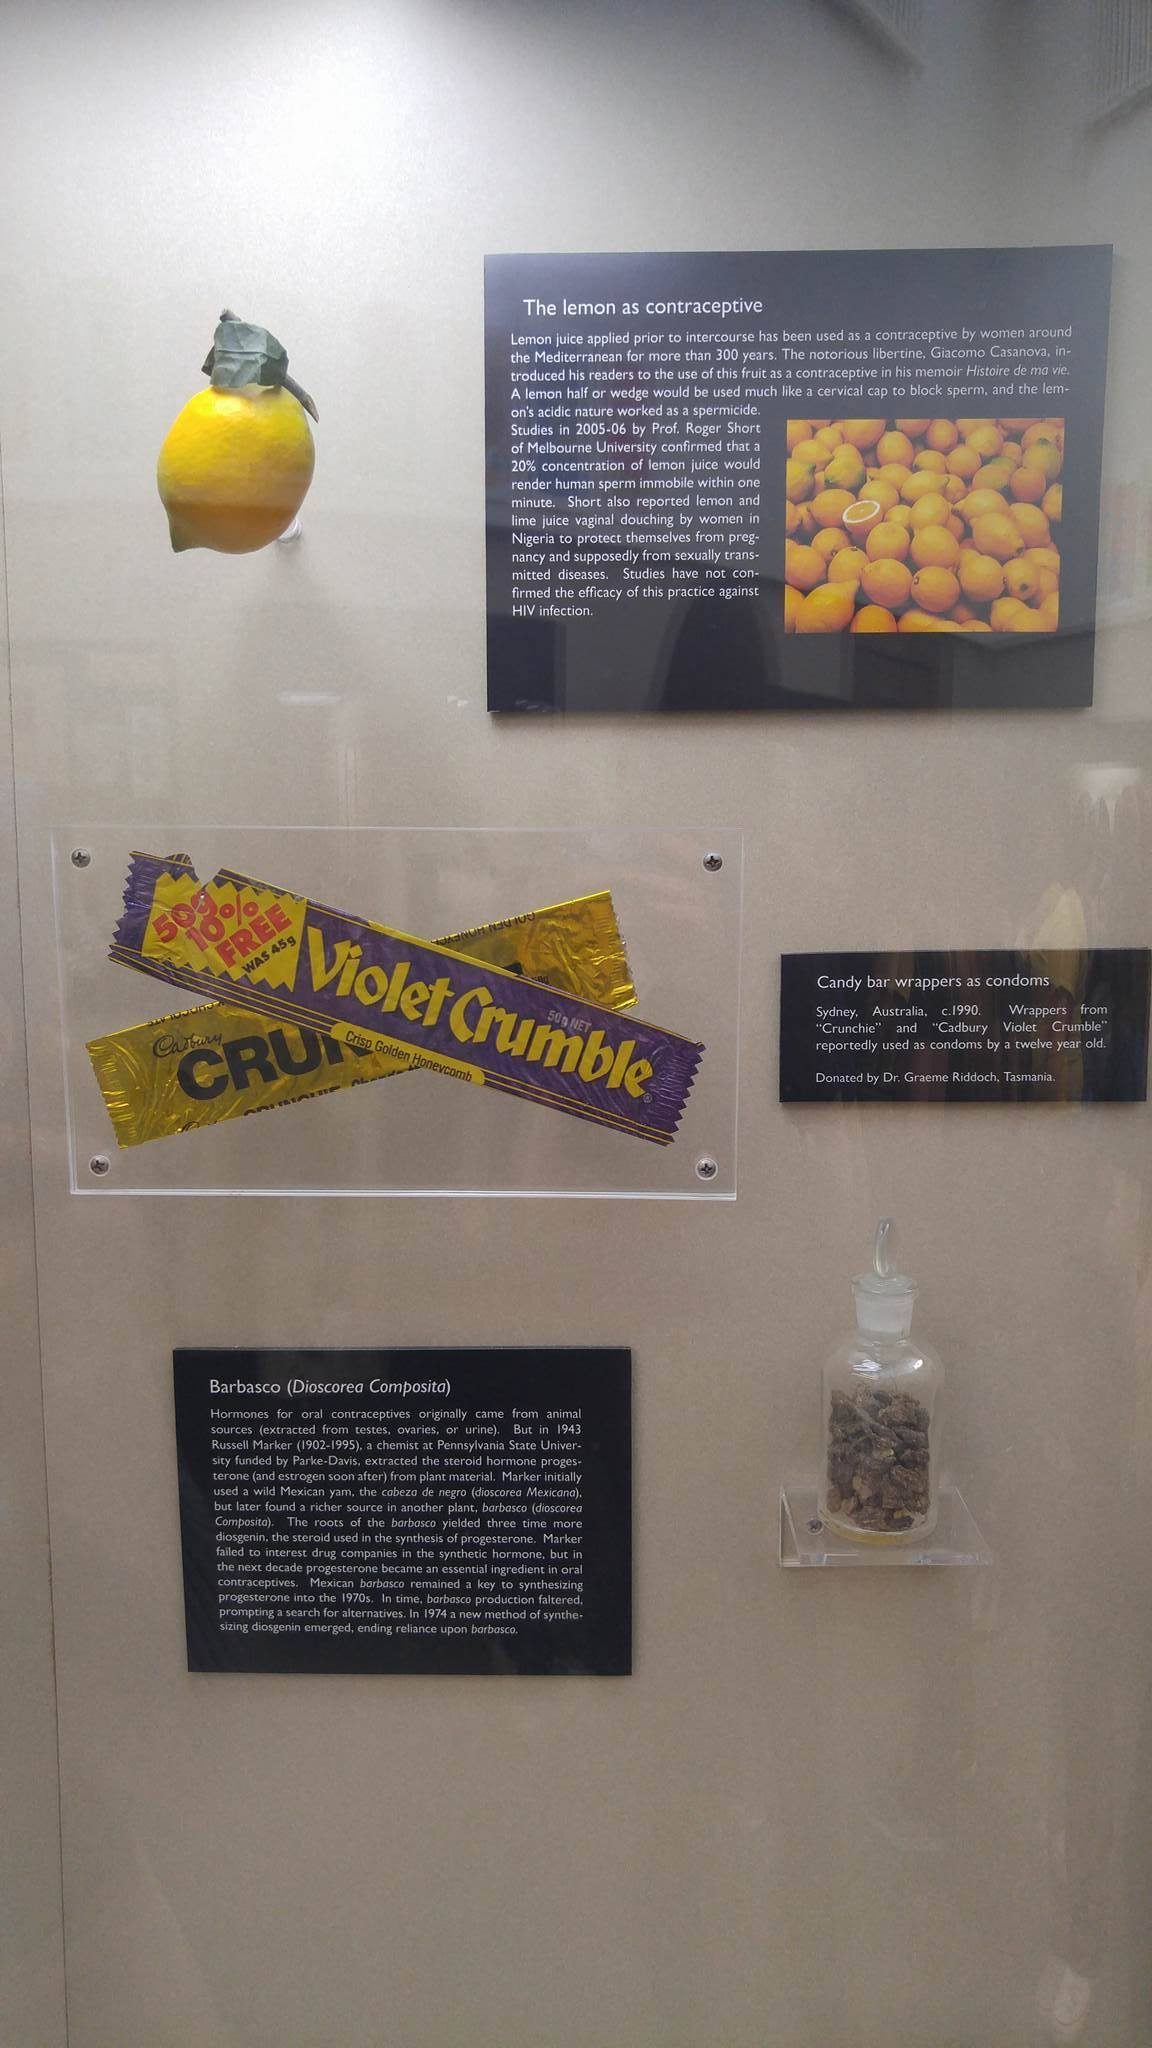 The lemon as contraceptive
Lemon juice applied prior to intercourse has been used as a contraceptive by women around
the Mediterranean for more than 300 years. The notorious libertine, Giacomo Casanova, in-
troduced his readers to the use of this fruit as a contraceptive in his memoir Histoire de ma vie.
A lemon half or wedge would be used much like a cervical cap to block sperm, and the lem-
on's acidic nature worked as a spermicide.
Studies in 2005-06 by Prof. Roger Short
of Melbourne University confirmed that a
20% concentration of lemon juice would
render human sperm immobile within one
minute. Short also reported lemon and
lime juice vaginal douching by women in
Nigeria to protect themselves from preg-
nancy and supposedly from sexually trans-
mitted diseases. Studies have not con-
firmed the efficacy of this practice against
HIV infection.
50g
10%
FREE
WAS 45g
Violet Crumble
50g NET
Crisp Golden Honeycomb
GOLDEN HONEY
Cadbury
CRUN
CRUNCHIE
Candy bar wrappers as condoms
Sydney, Australia, c.1990. Wrappers from
"Crunchie" and "Cadbury Violet Crumble"
reportedly used as condoms by a twelve year old.
Donated by Dr. Graeme Riddoch, Tasmania.
Barbasco (Dioscorea Composita)
Hormones for oral contraceptives originally came from animal
sources (extracted from testes, ovaries, or urine). But in 1943
Russell Marker (1902-1995), a chemist at Pennsylvania State Univer-
sity funded by Parke-Davis, extracted the steroid hormone proges-
terone (and estrogen soon after) from plant material. Marker initially
used a wild Mexican yam, the cabeza de negro (dioscorea Mexicana),
but later found a richer source in another plant, barbasco (dioscorea
Composita). The roots of the barbasco yielded three time more
diosgenin, the steroid used in the synthesis of progesterone. Marker
failed to interest drug companies in the synthetic hormone, but in
the next decade progesterone became an essential ingredient in oral
contraceptives. Mexican barbasco remained a key to synthesizing
progesterone into the 1970s. In time, barbasco production faltered,
prompting a search for alternatives. In 1974 a new method of synthe-
sizing diosgenin emerged, ending reliance upon barbasco.